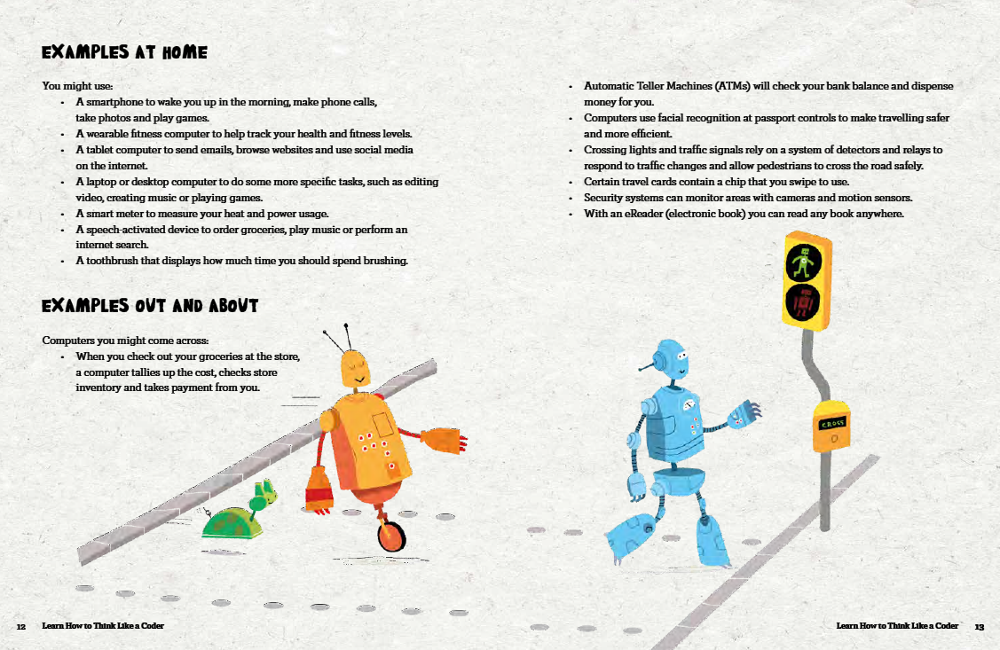 EXAMPLES AT HOME
You might use:
• A smartphone to wake you up in the morning, make phone calls,
take photos and play games.
• A wearable fitness computer to help track your health and fitness levels.
• A tablet computer to send emails, browse websites and use social media
on the internet.
• A laptop or desktop computer to do some more specific tasks, such as editing
video, creating music or playing games.
• A smart meter to measure your heat and power usage.
• A speech-activated device to order groceries, play music or perform an
internet search.
• A toothbrush that displays how much time you should spend brushing.
EXAMPLES OUT AND ABOUT
Computers you might come across:
• When you check out your groceries at the store,
a computer tallies up the cost, checks store
inventory and takes payment from you.
12 Learn How to Think Like a Coder
• Automatic Teller Machines (ATMs) will check your bank balance and dispense
money for you.
• Computers use facial recognition at passport controls to make travelling safer
and more efficient.
• Crossing lights and traffic signals rely on a system of detectors and relays to
respond to traffic changes and allow pedestrians to cross the road safely.
• Certain travel cards contain a chip that you swipe to use.
• Security systems can monitor areas with cameras and motion sensors.
• With an eReader (electronic book) you can read any book anywhere.
CROSS
Learn How to Think Like a Coder 13